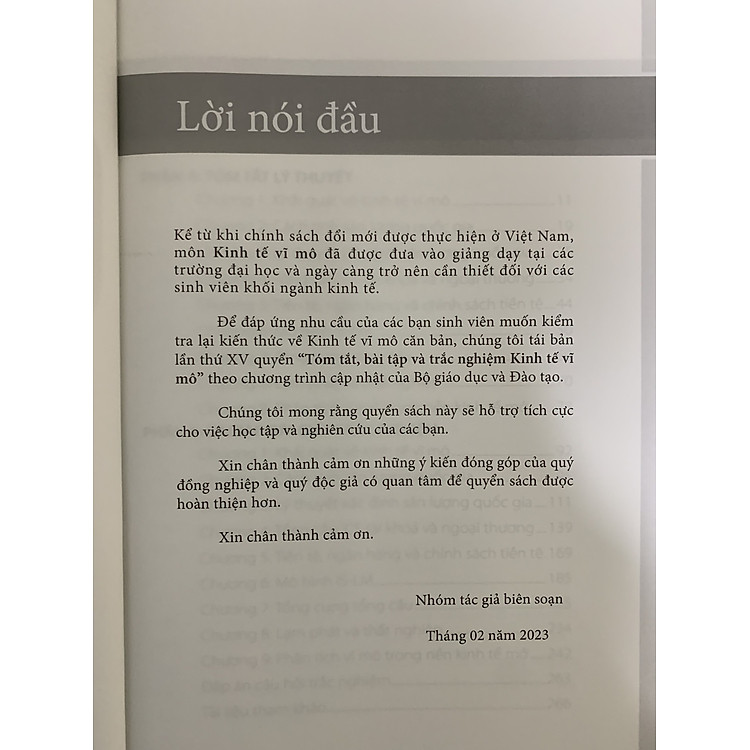 Lời nói đầu
Kể từ khi chính sách đổi mới được thực hiện ở Việt Nam,
môn Kinh tế vĩ mô đã được đưa vào giảng dạy tại các
trường đại học và ngày càng trở nên cần thiết đối với các
sinh viên khối ngành kinh tế.
Để đáp ứng nhu cầu của các bạn sinh viên muốn kiểm
tra lại kiến thức về Kinh tế vĩ mô căn bản, chúng tôi tái bản
lần thứ XV quyển “Tóm tắt, bài tập và trắc nghiệm Kinh tế vĩ
mô” theo chương trình cập nhật của Bộ giáo dục và Đào tạo.
Chúng tôi mong rằng quyển sách này sẽ hỗ trợ tích cực
cho việc học tập và nghiên cứu của các bạn.
Xin chân thành cảm ơn những ý kiến đóng góp của quý
đồng nghiệp và quý độc giả có quan tâm để quyển sách được
hoàn thiện hơn.
Xin chân thành cảm ơn.
Nhóm tác giả biên soạn
Tháng 02 năm 2023